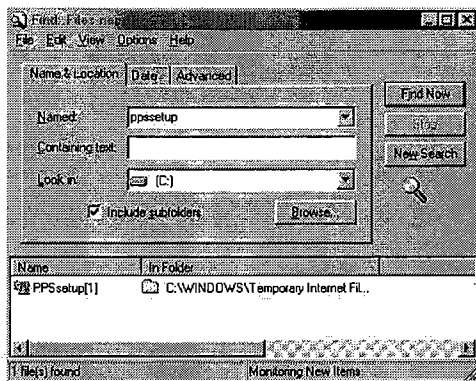 Find: Files
File Edit View Options Help
Name & Location Date Advanced
Named: ppssetup
Containing text:
Look in: (C:)
Include subfolders Browse...
Find Now
Stop
New Search
Name In Folder
PPSsetup[1] C:\WINDOWS\Temporary Internet Fil...
1 file(s) found Monitoring New Items